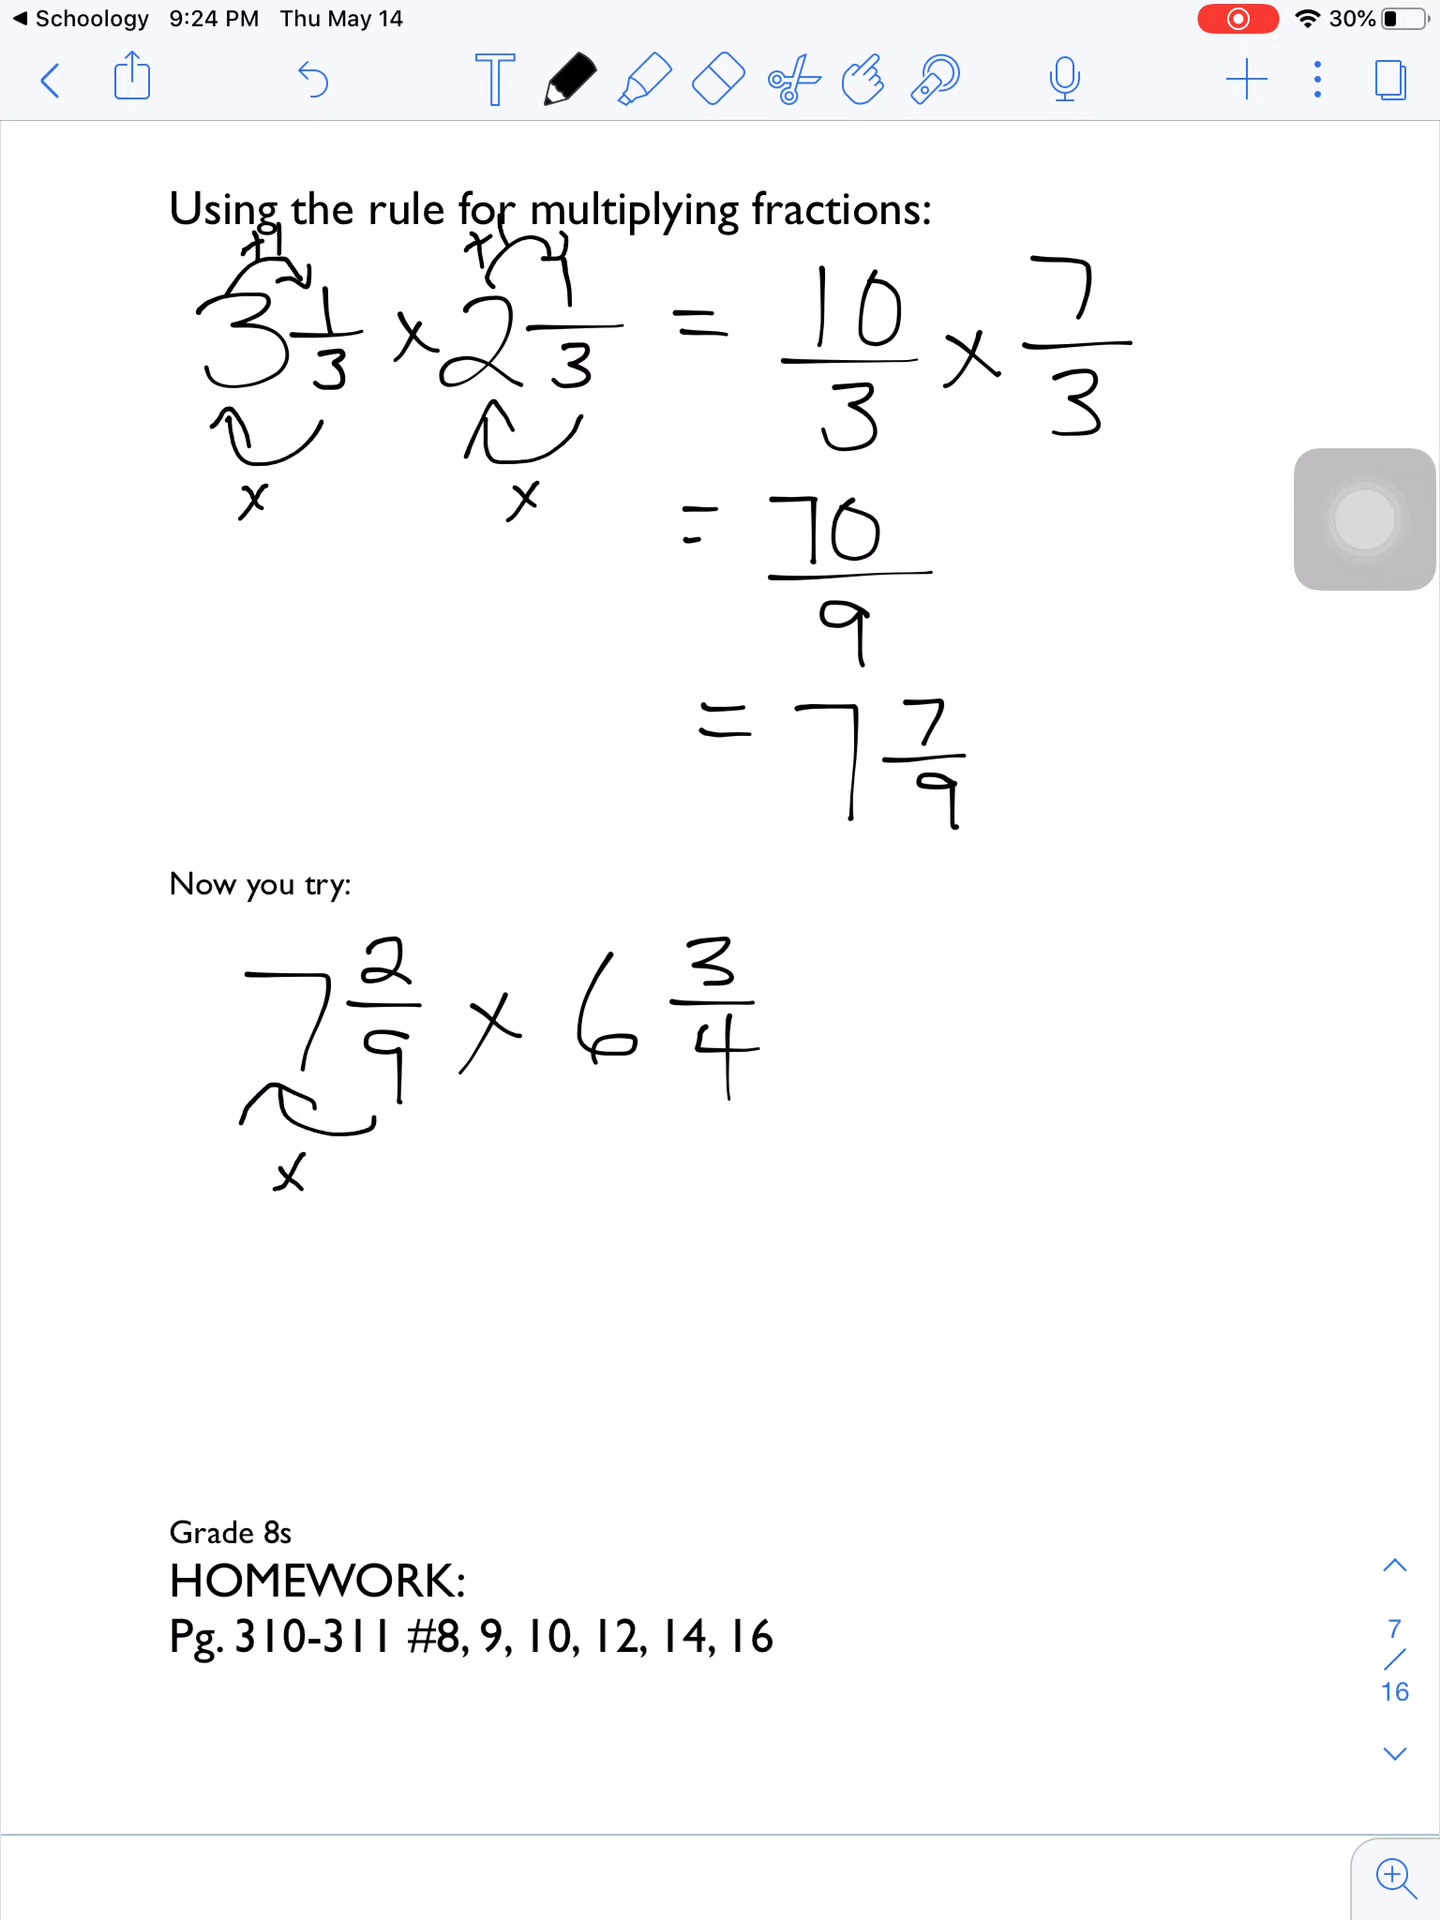 Schoology 9:24 PM Thu May 14 30%
Using the rule for multiplying fractions:
+9 +6
3 1/3 × 2 1/3 = 10/3 × 7/3
× ×
= 70/9
= 7 7/9
Now you try:
7 2/9 × 6 3/4
×
Grade 8s
HOMEWORK:
Pg. 310-311 #8, 9, 10, 12, 14, 16
7
/
16